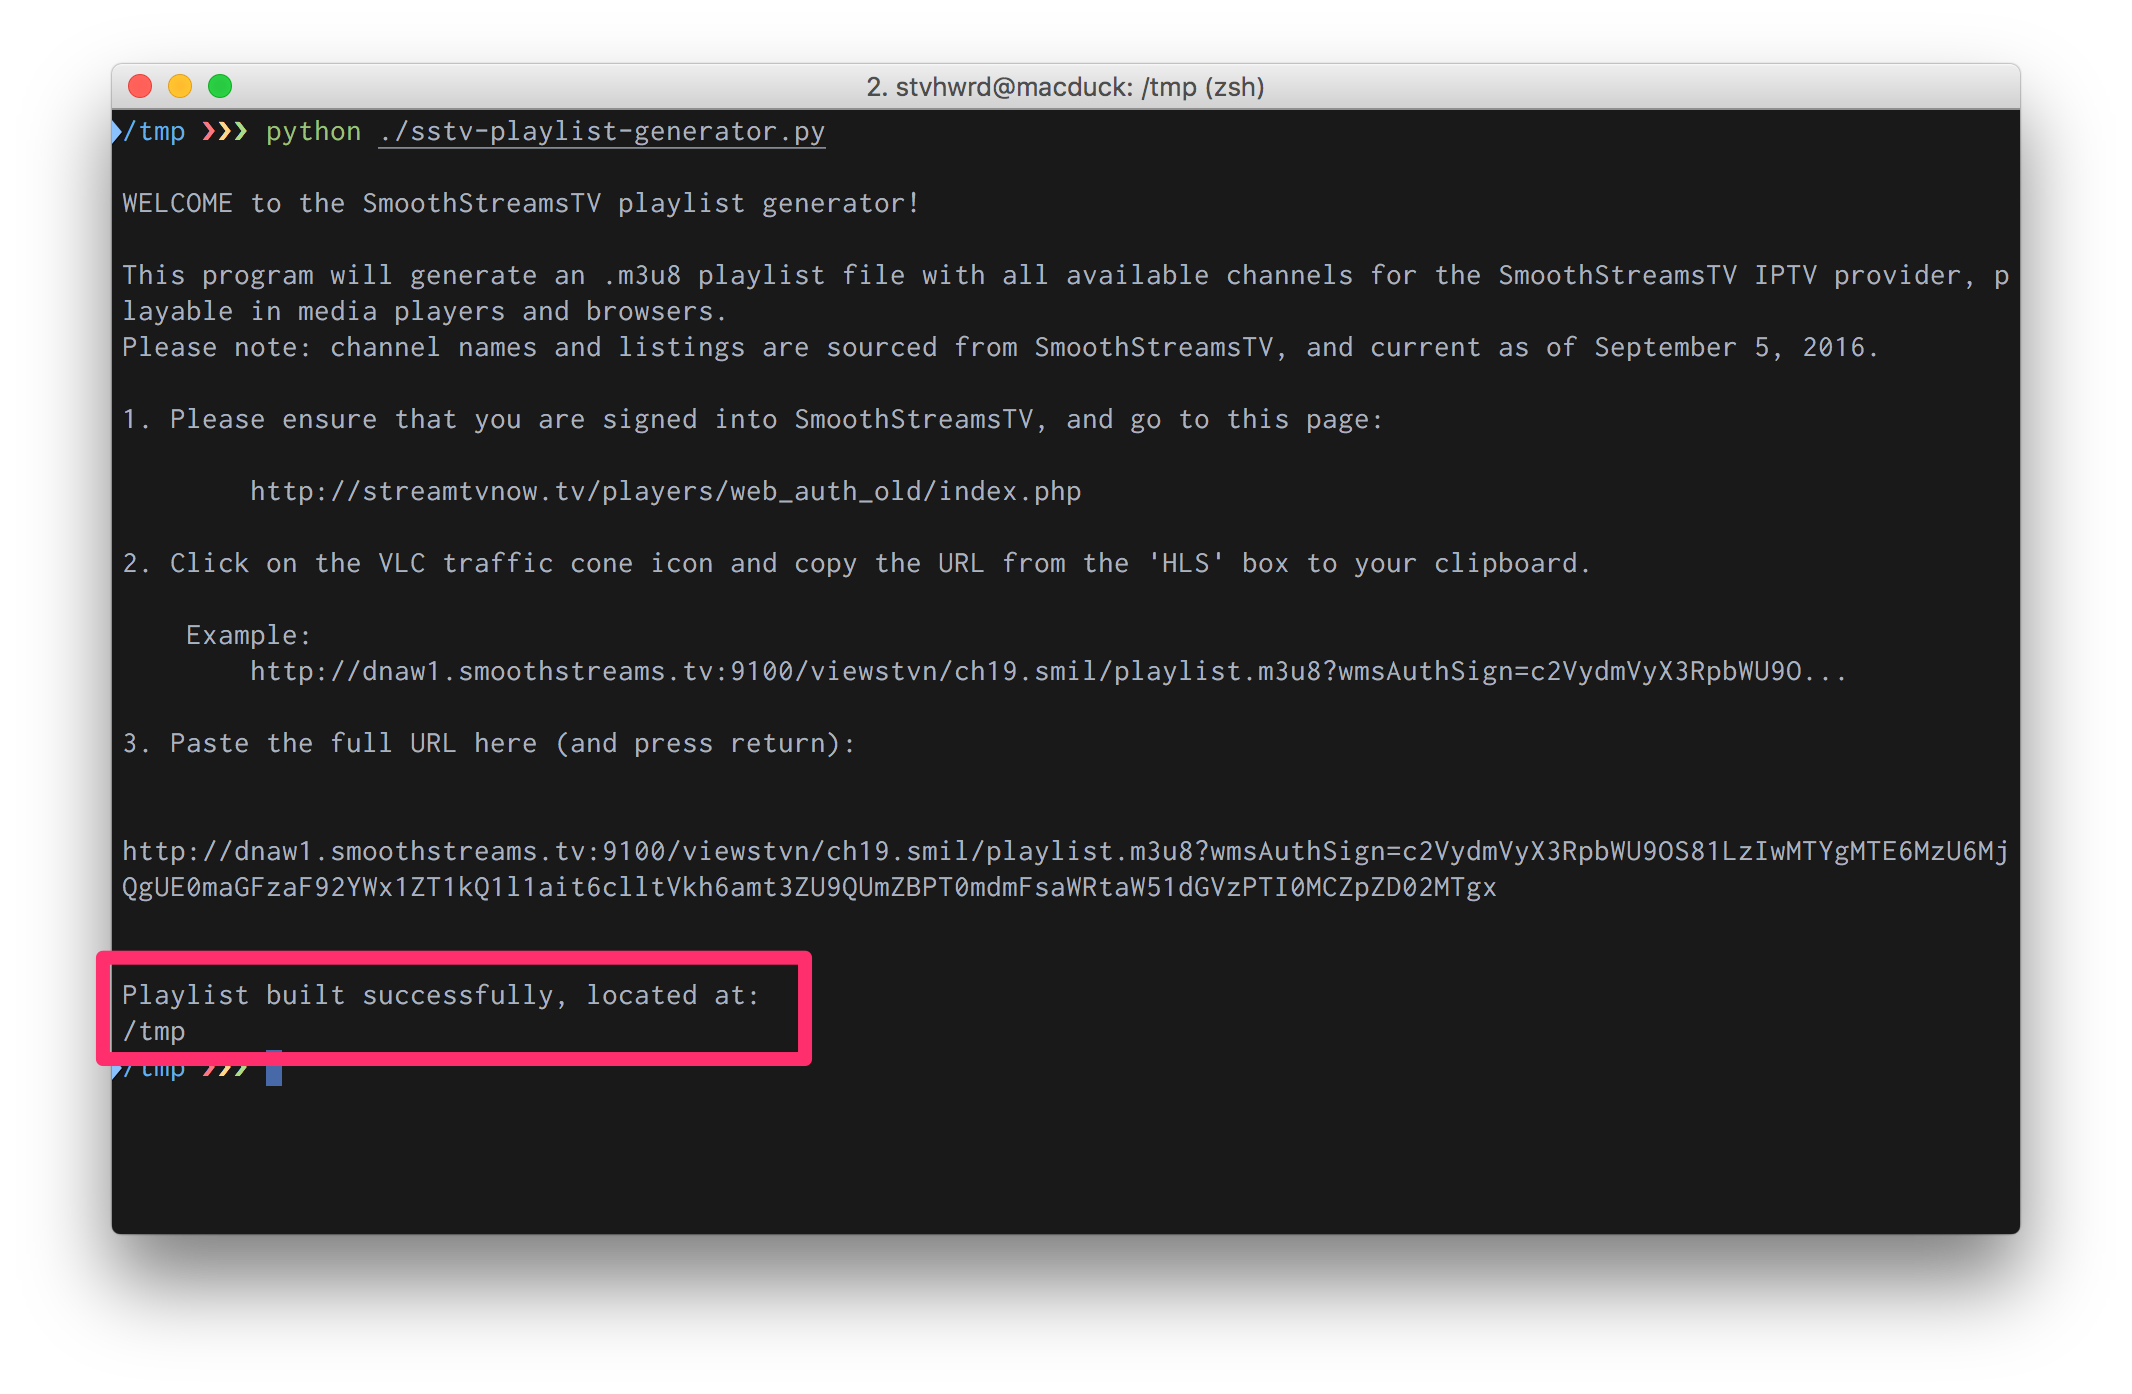 2. stvhwrd@macduck: /tmp (zsh)
/tmp ❯❯❯ python ./sstv-playlist-generator.py
WELCOME to the SmoothStreamsTV playlist generator!
This program will generate an .m3u8 playlist file with all available channels for the SmoothStreamsTV IPTV provider, p
layable in media players and browsers.
Please note: channel names and listings are sourced from SmoothStreamsTV, and current as of September 5, 2016.
1. Please ensure that you are signed into SmoothStreamsTV, and go to this page:
http://streamtvnow.tv/players/web_auth_old/index.php
2. Click on the VLC traffic cone icon and copy the URL from the 'HLS' box to your clipboard.
Example:
http://dnaw1.smoothstreams.tv:9100/viewstvn/ch19.smil/playlist.m3u8?wmsAuthSign=c2VydmVyX3RpbWU9O...
3. Paste the full URL here (and press return):
http://dnaw1.smoothstreams.tv:9100/viewstvn/ch19.smil/playlist.m3u8?wmsAuthSign=c2VydmVyX3RpbWU9OS81LzIwMTYgMTE6MzU6Mj
QgUE0maGFzaF92YWx1ZT1kQ1l1ait6clltVkh6amt3ZU9QUmZBPT0mdmFsaWRtaW51dGVzPTI0MCZpZD02MTgx
Playlist built successfully, located at:
/tmp
/tmp ❯❯❯